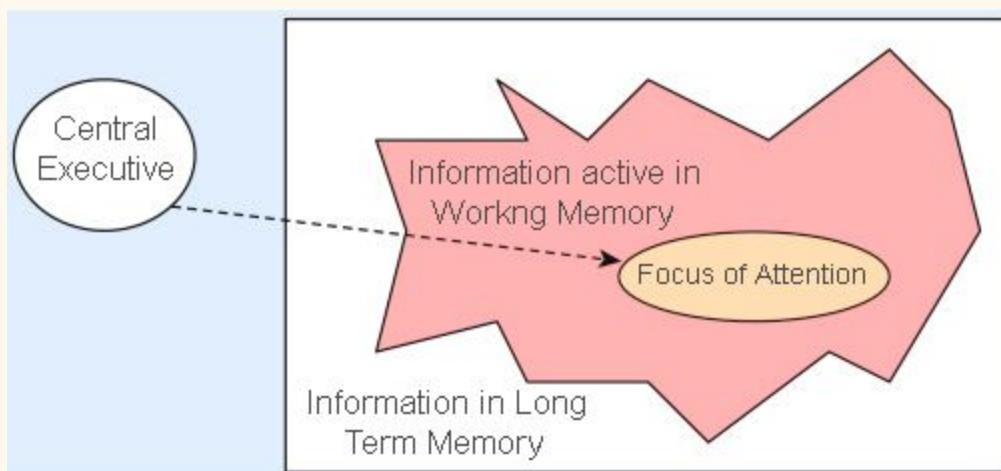 Central
Executive
Information active in
Workng Memory
Focus of Attention
Information in Long
Term Memory